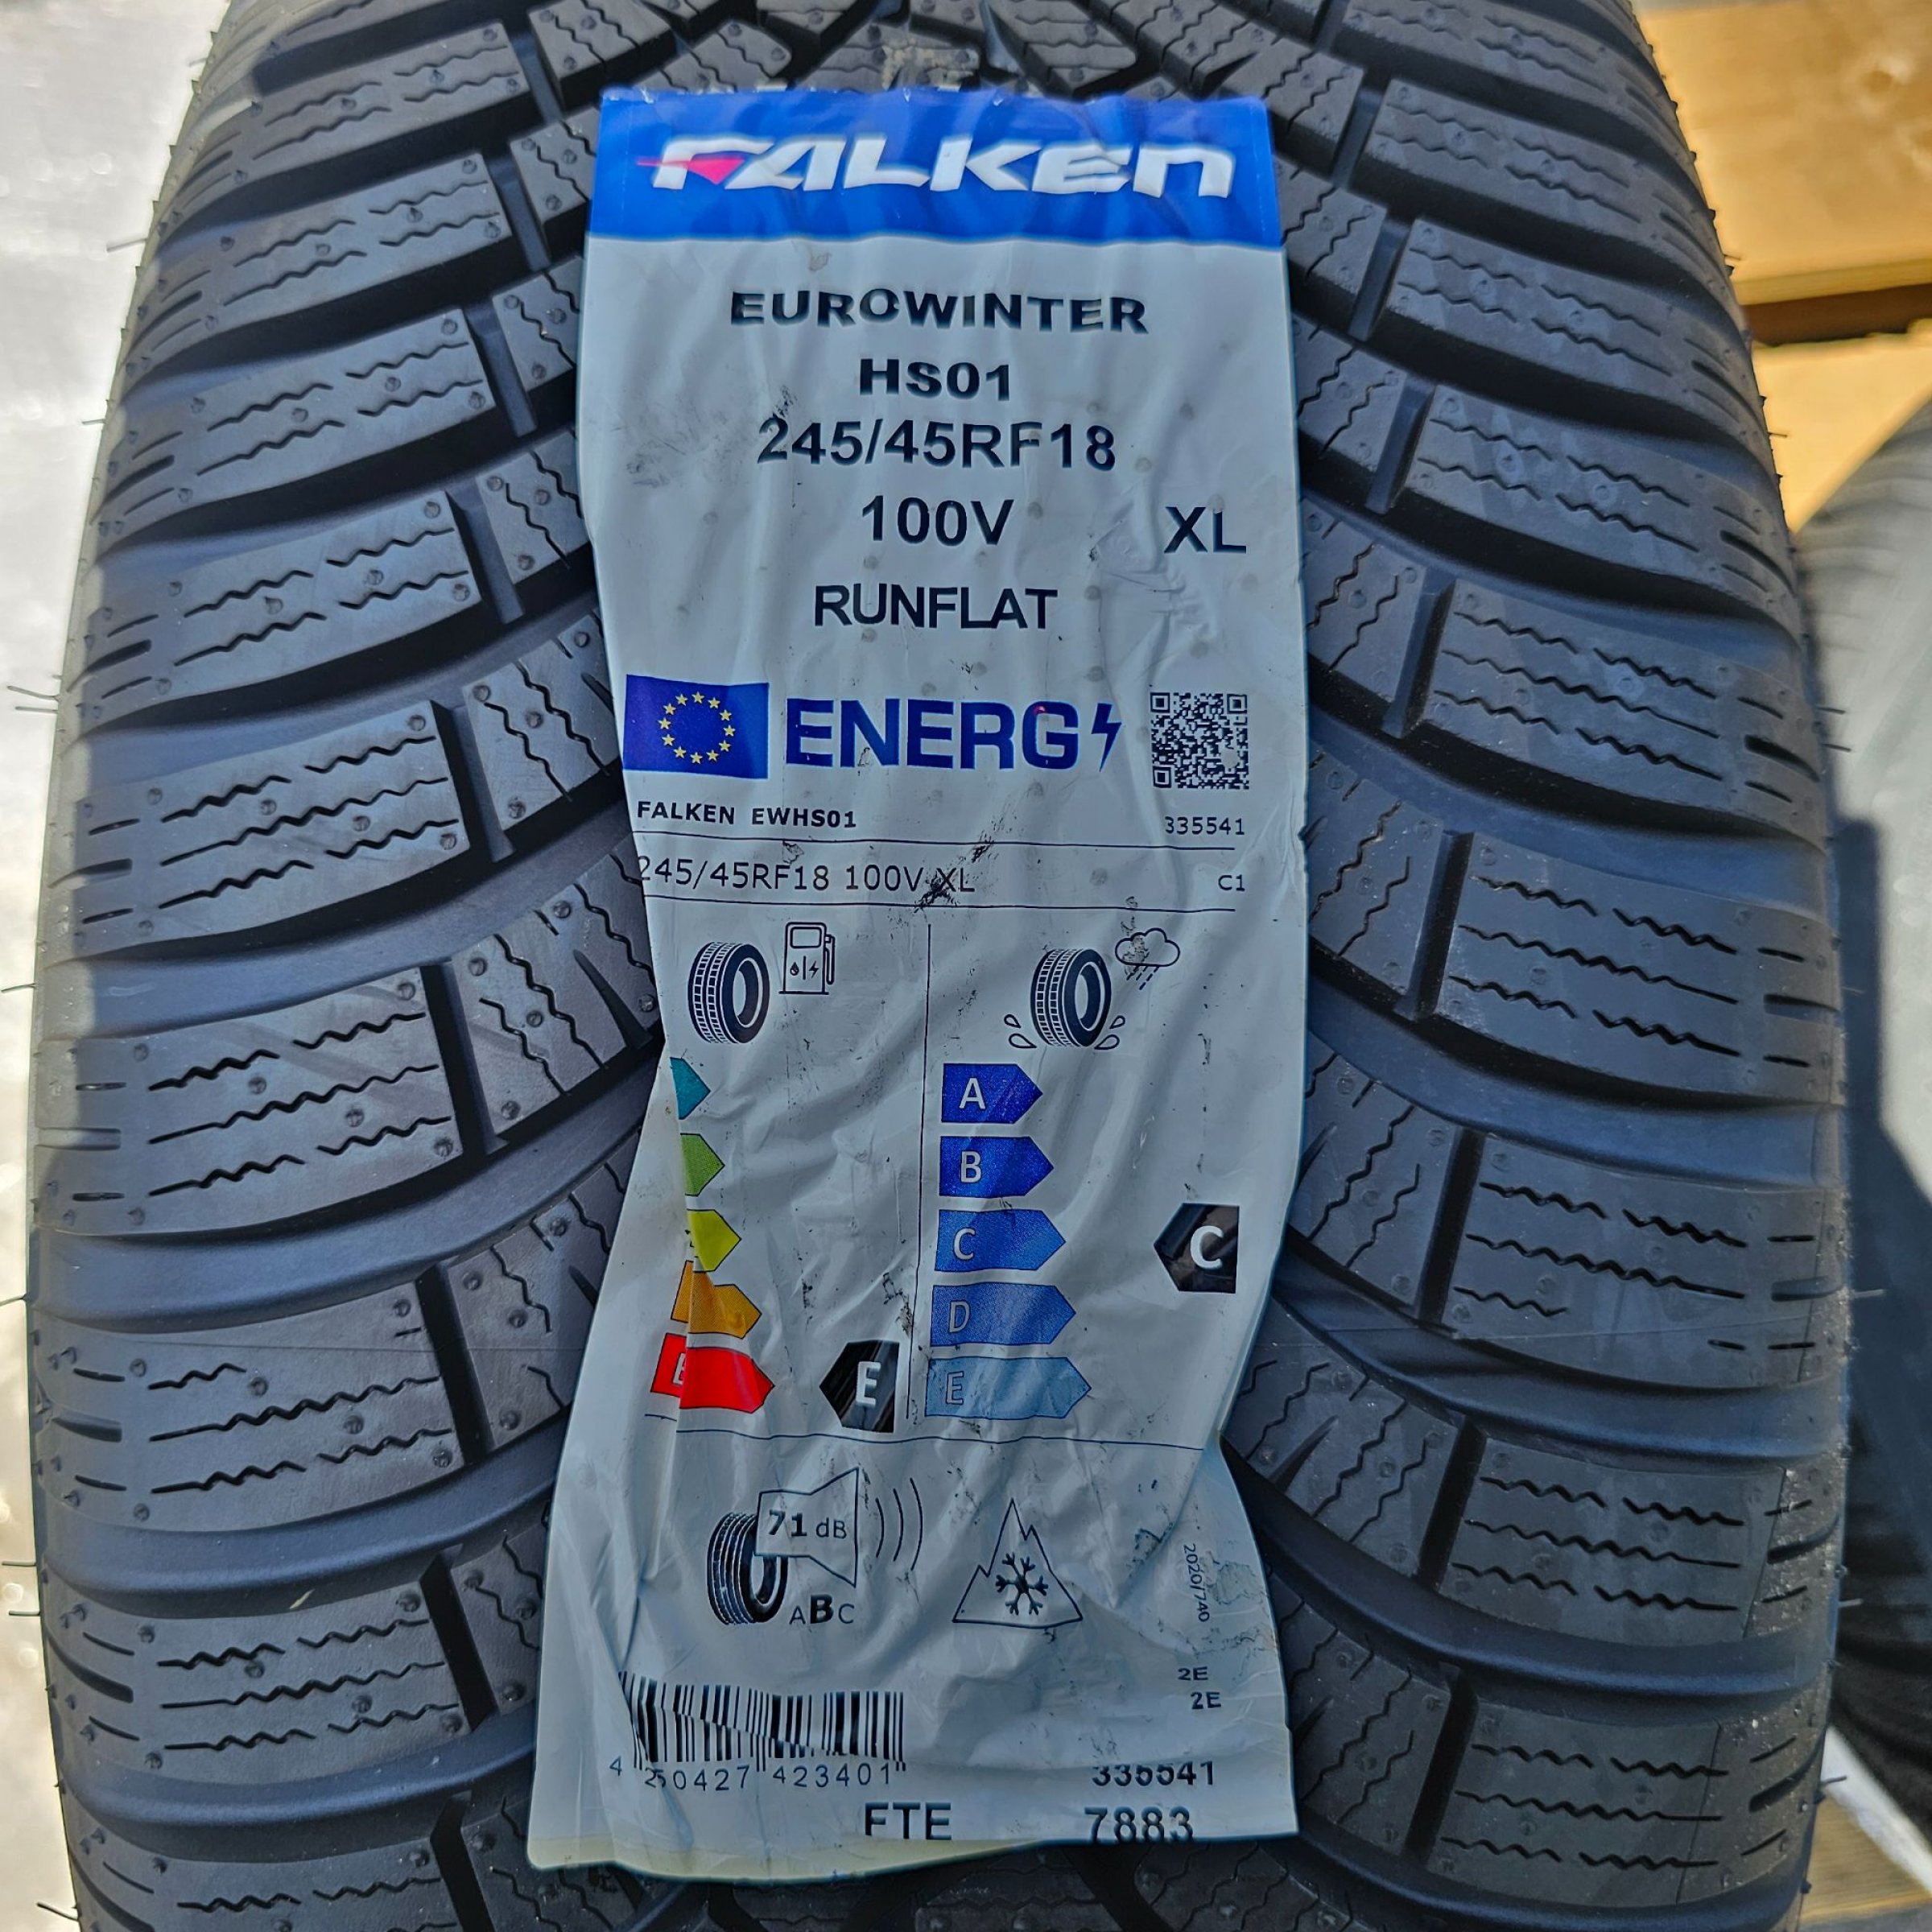 FALKEN
EUROWINTER
HS01
245/45RF18
100V XL
RUNFLAT
ENERG
FALKEN EWHS01 335541
245/45RF18 100V XL C1
A
B
C
C
D
E
E
E
71 dB
ABC
2020/740
2E
2E
4 250427 423401
335541
FTE 7883